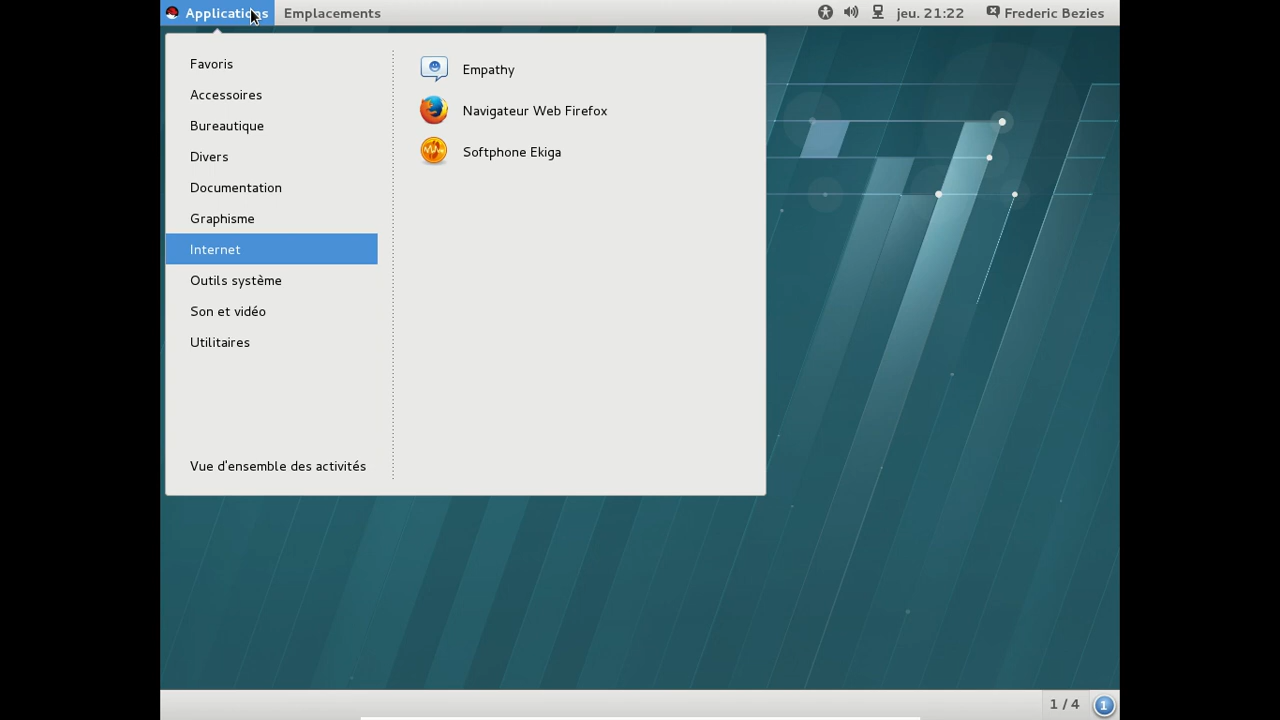 Applications Emplacements jeu. 21:22 Frederic Bezies
Favoris
Accessoires
Bureautique
Divers
Documentation
Graphisme
Internet
Outils système
Son et vidéo
Utilitaires
Vue d'ensemble des activités
Empathy
Navigateur Web Firefox
Softphone Ekiga
1 / 4 1